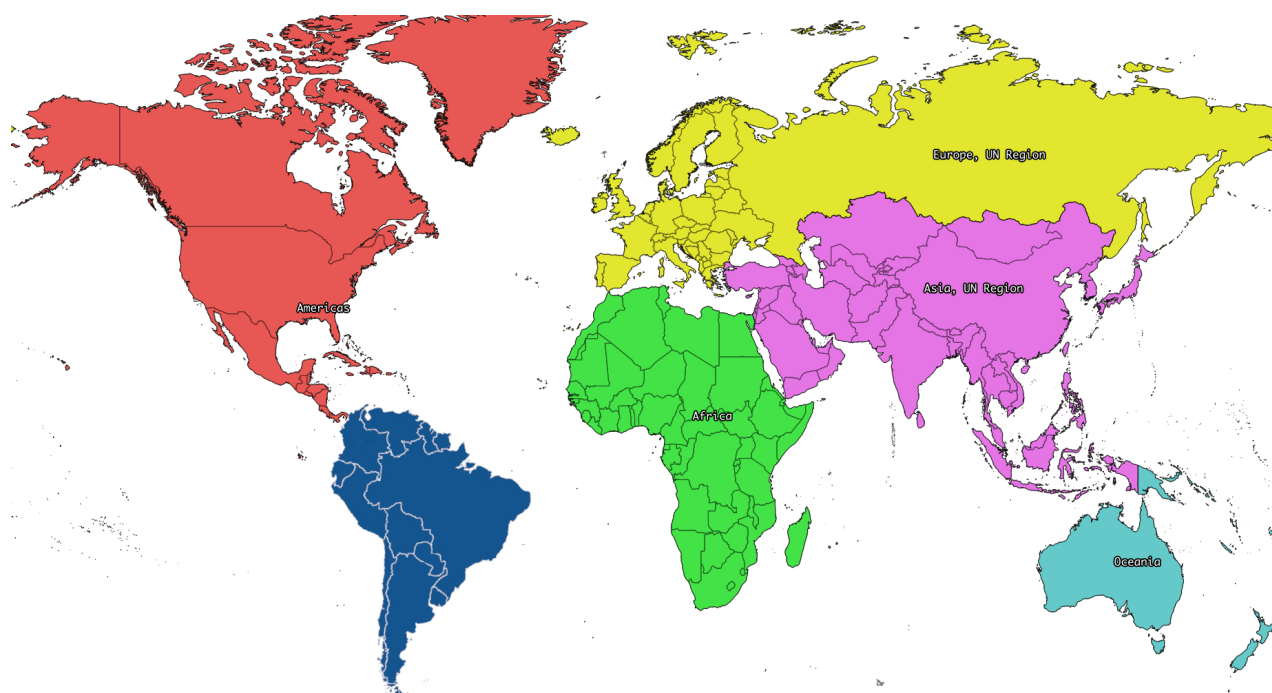 Europe, UN Region
Asia, UN Region
Americas
Africa
Oceania